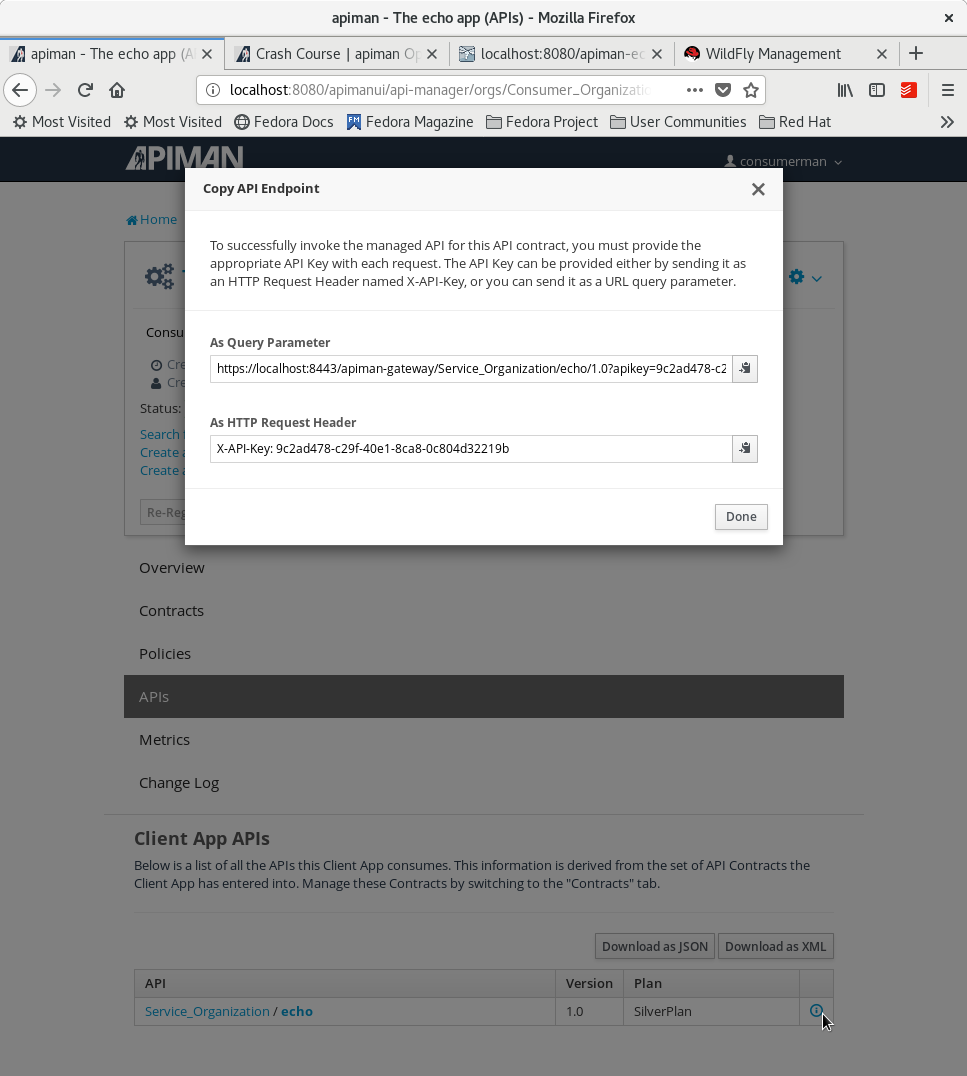 apiman - The echo app (APIs) - Mozilla Firefox
apiman - The echo app (A
Crash Course | apiman Op
localhost:8080/apiman-ec
WildFly Management
localhost:8080/apimanui/api-manager/orgs/Consumer_Organizatio
Most Visited
Most Visited
Fedora Docs
Fedora Magazine
Fedora Project
User Communities
Red Hat
APIMAN
consumerman
Copy API Endpoint
Home
To successfully invoke the managed API for this API contract, you must provide the
appropriate API Key with each request. The API Key can be provided either by sending it as
an HTTP Request Header named X-API-Key, or you can send it as a URL query parameter.
Consu
As Query Parameter
Cre
https://localhost:8443/apiman-gateway/Service_Organization/echo/1.0?apikey=9c2ad478-c2
Cre
Status:
As HTTP Request Header
Search
Create
X-API-Key: 9c2ad478-c29f-40e1-8ca8-0c804d32219b
Create
Re-Reg
Done
Overview
Contracts
Policies
APIs
Metrics
Change Log
Client App APIs
Below is a list of all the APIs this Client App consumes. This information is derived from the set of API Contracts the
Client App has entered into. Manage these Contracts by switching to the "Contracts" tab.
Download as JSON
Download as XML
API Version Plan
Service_Organization / echo 1.0 SilverPlan